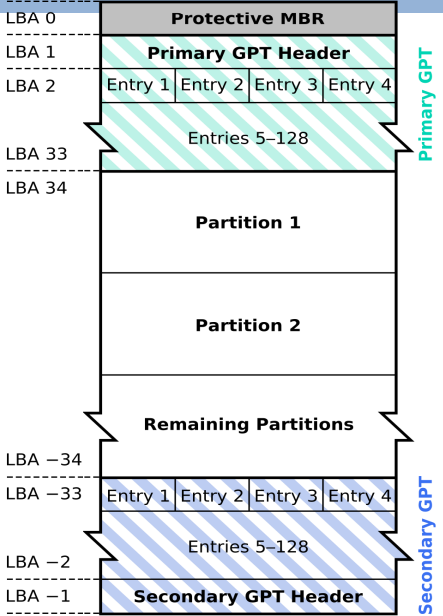 LBA 0
Protective MBR
LBA 1
Primary GPT Header
LBA 2
Entry 1
Entry 2
Entry 3
Entry 4
Entries 5–128
LBA 33
Primary GPT
LBA 34
Partition 1
Partition 2
Remaining Partitions
LBA −34
LBA −33
Entry 1
Entry 2
Entry 3
Entry 4
Entries 5–128
LBA −2
LBA −1
Secondary GPT Header
Secondary GPT